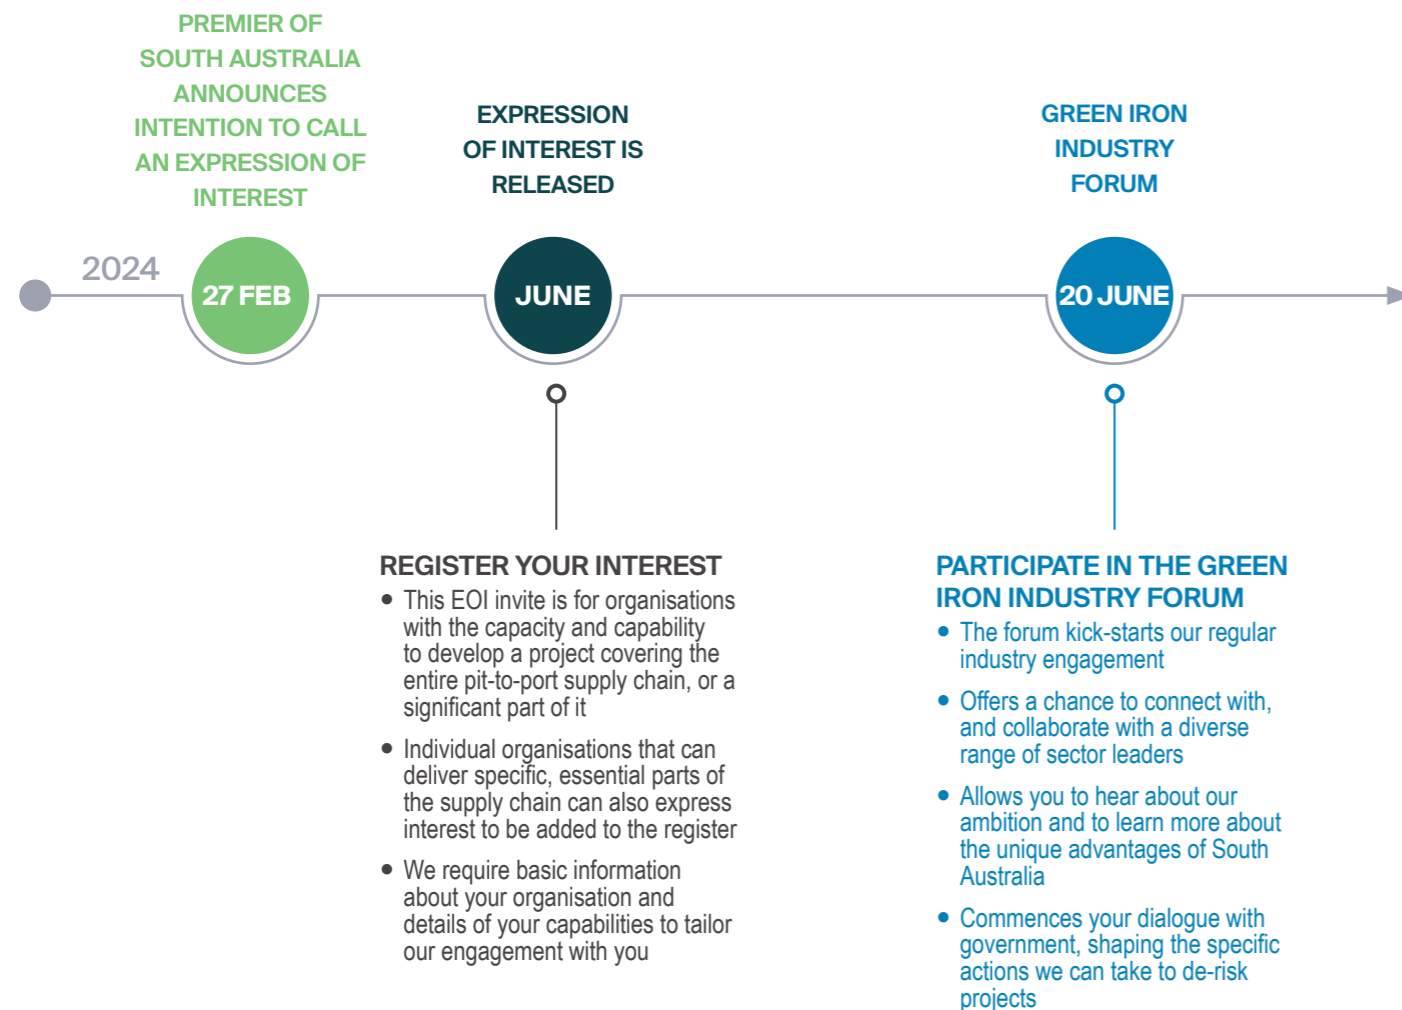 PREMIER OF
SOUTH AUSTRALIA
ANNOUNCES
INTENTION TO CALL
AN EXPRESSION OF
INTEREST
EXPRESSION
OF INTEREST IS
RELEASED
GREEN IRON
INDUSTRY
FORUM
2024
27 FEB
JUNE
20 JUNE
REGISTER YOUR INTEREST
• This EOI invite is for organisations
with the capacity and capability
to develop a project covering the
entire pit-to-port supply chain, or a
significant part of it
• Individual organisations that can
deliver specific, essential parts of
the supply chain can also express
interest to be added to the register
• We require basic information
about your organisation and
details of your capabilities to tailor
our engagement with you
PARTICIPATE IN THE GREEN
IRON INDUSTRY FORUM
• The forum kick-starts our regular
industry engagement
• Offers a chance to connect with,
and collaborate with a diverse
range of sector leaders
• Allows you to hear about our
ambition and to learn more about
the unique advantages of South
Australia
• Commences your dialogue with
government, shaping the specific
actions we can take to de-risk
projects